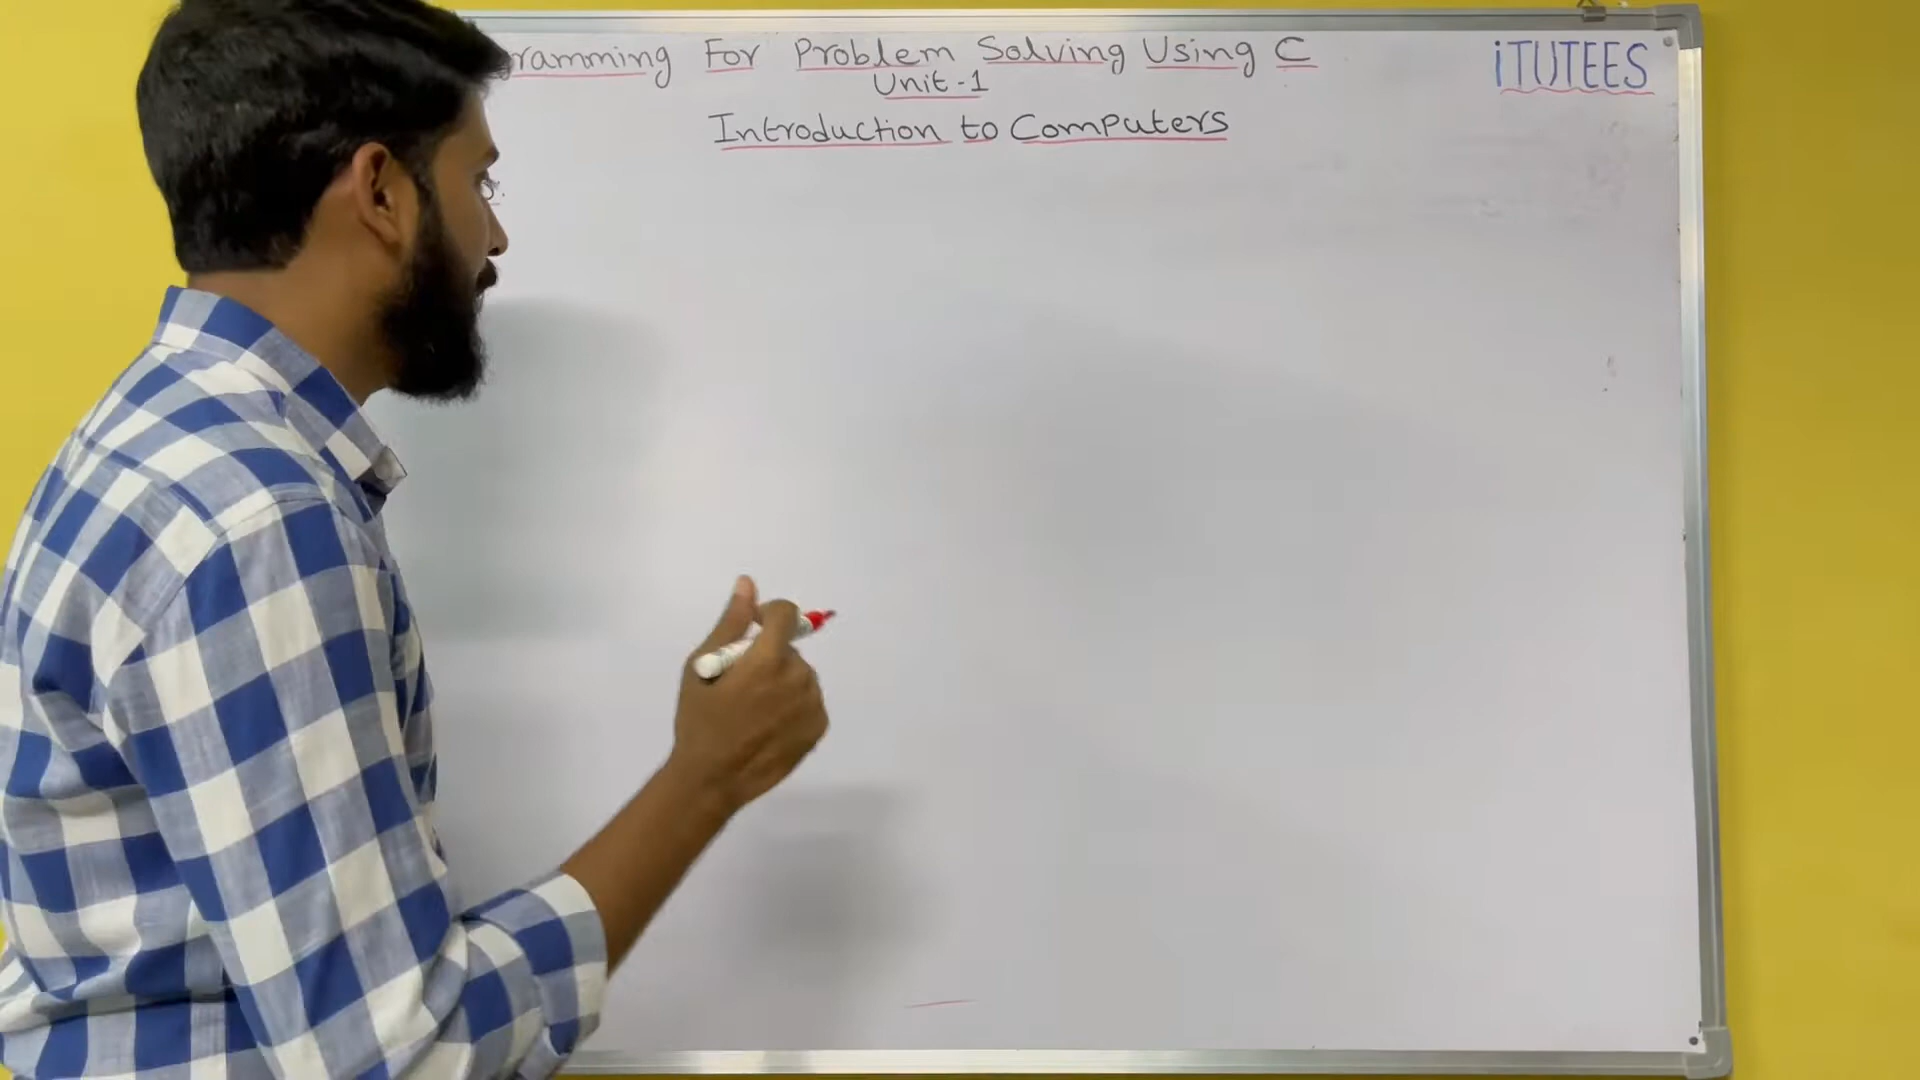 ramming For Problem Solving Using C
iTUTEES
Unit-1
Introduction to Computers